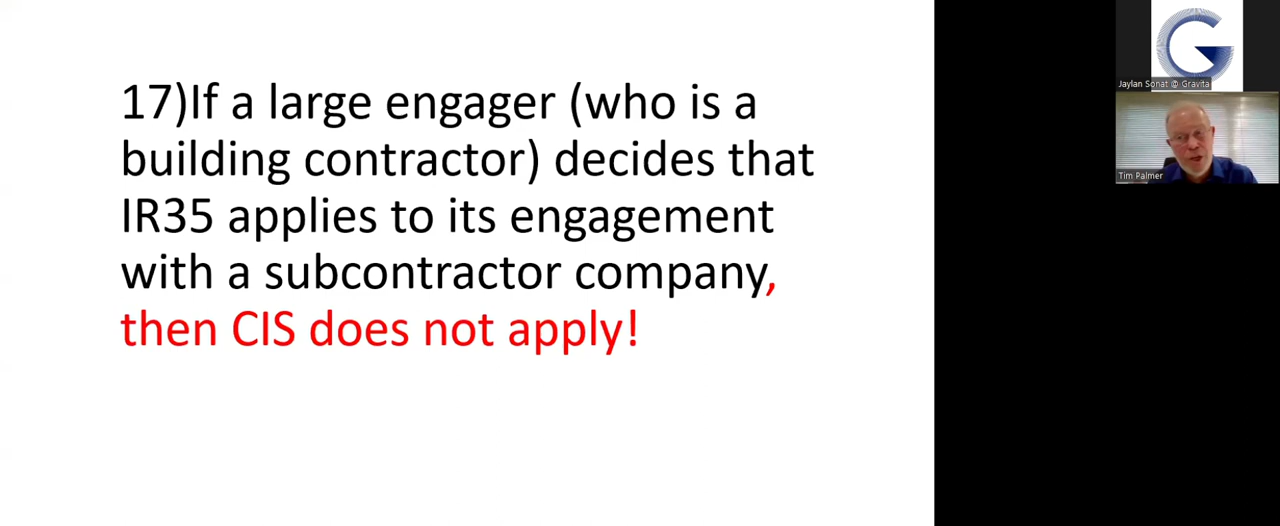 17)If a large engager (who is a
building contractor) decides that
IR35 applies to its engagement
with a subcontractor company,
then CIS does not apply!
G
Jaylan Sonat @ Gravita
Tim Palmer